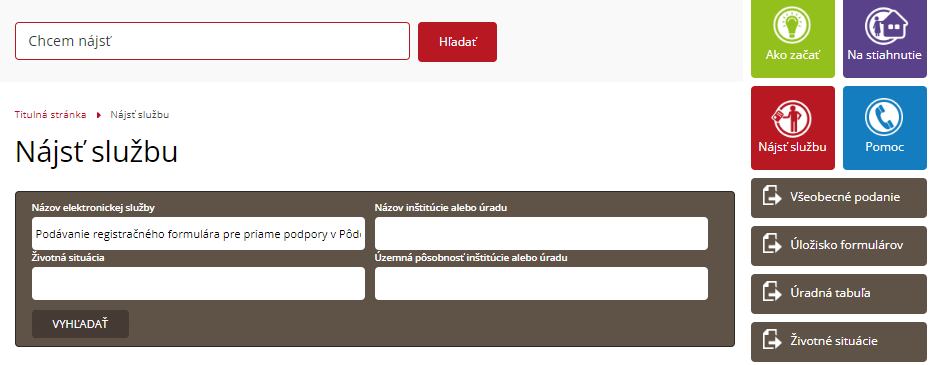 Chcem nájsť
Hľadať
Ako začať
Na stiahnutie
Titulná stránka
Nájsť službu
Nájsť službu
Nájsť službu
Pomoc
Názov elektronickej služby
Názov inštitúcie alebo úradu
Podávanie registračného formulára pre priame podpory v Pôd
Životná situácia
Územná pôsobnosť inštitúcie alebo úradu
VYHĽADAŤ
Všeobecné podanie
Úložisko formulárov
Úradná tabuľa
Životné situácie